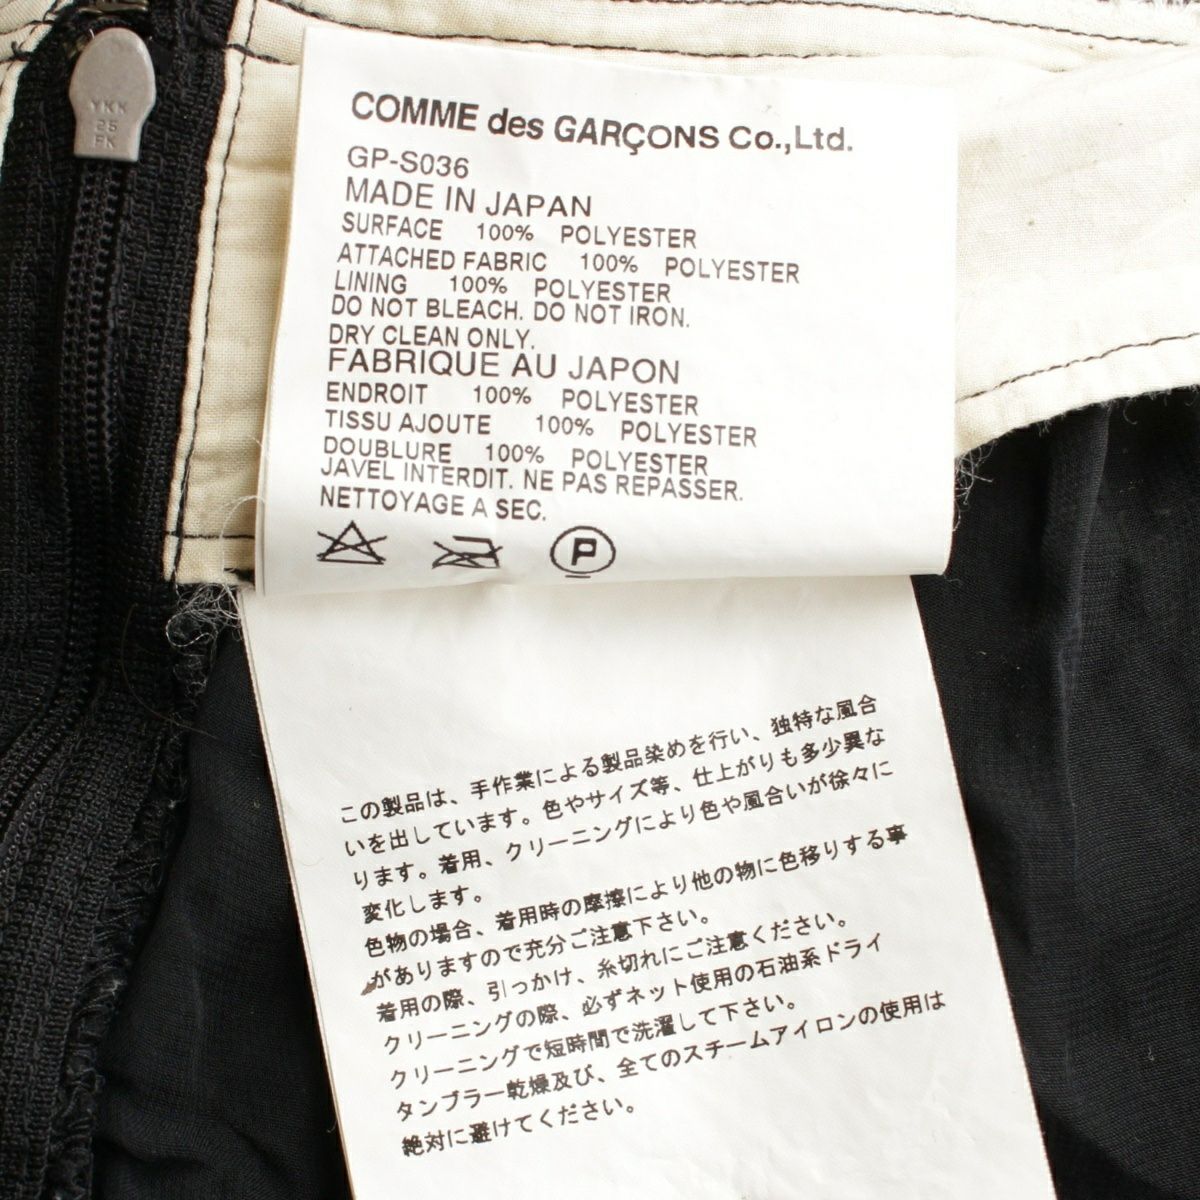 YKK
25
FK
COMME des GARÇONS Co.,Ltd.
GP-S036
MADE IN JAPAN
SURFACE 100% POLYESTER
ATTACHED FABRIC 100% POLYESTER
LINING 100% POLYESTER
DO NOT BLEACH. DO NOT IRON.
DRY CLEAN ONLY.
FABRIQUE AU JAPON
ENDROIT 100% POLYESTER
TISSU AJOUTE 100% POLYESTER
DOUBLURE 100% POLYESTER
JAVEL INTERDIT. NE PAS REPASSER.
NETTOYAGE A SEC.
P
この製品は、手作業による製品染めを行い、独特な風合
いを出しています。色やサイズ等、仕上がりも多少異な
ります。着用、クリーニングにより色や風合いが徐々に
変化します。
色物の場合、着用時の摩擦により他の物に色移りする事
がありますので充分ご注意下さい。
着用の際、引っかけ、糸切れにご注意ください。
クリーニングの際、必ずネット使用の石油系ドライ
クリーニングで短時間で洗濯して下さい。
タンブラー乾燥及び、全てのスチームアイロンの使用は
絶対に避けてください。